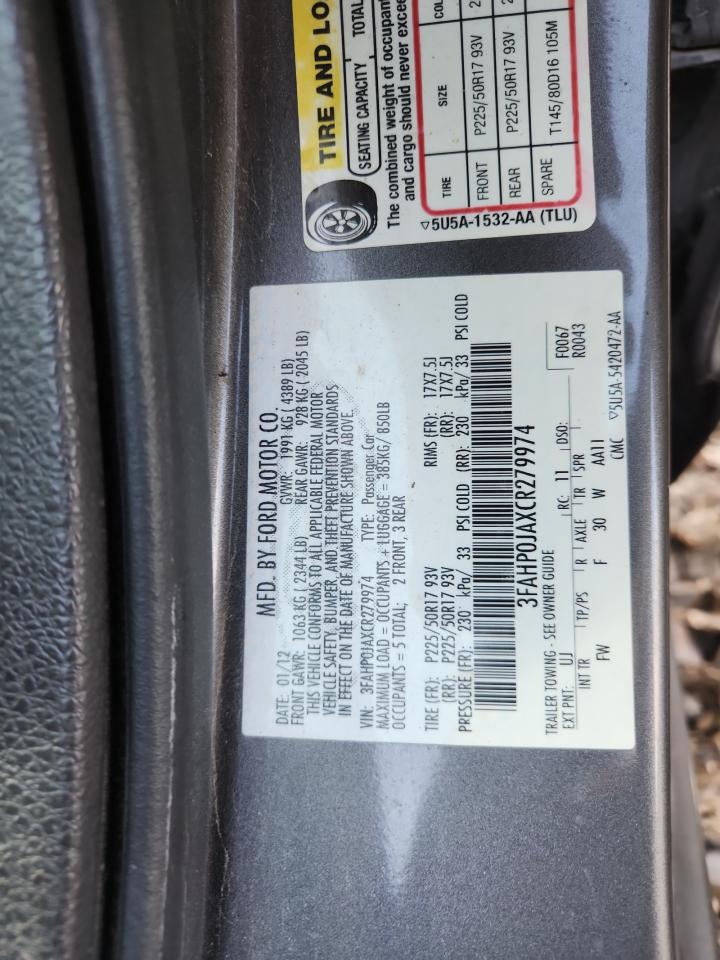 MFD. BY FORD MOTOR CO.
DATE: 01/12 GVWR: 1991 KG ( 4389 LB)
FRONT GAWR: 1063 KG ( 2344 LB) REAR GAWR: 928 KG ( 2045 LB)
THIS VEHICLE CONFORMS TO ALL APPLICABLE FEDERAL MOTOR
VEHICLE SAFETY, BUMPER, AND THEFT PREVENTION STANDARDS
IN EFFECT ON THE DATE OF MANUFACTURE SHOWN ABOVE.
VIN: 3FAHP0JAXCR279974 TYPE: Passenger Car
MAXIMUM LOAD = OCCUPANTS + LUGGAGE = 385KG/ 850LB
OCCUPANTS = 5 TOTAL; 2 FRONT, 3 REAR
TIRE (FR): P225/50R17 93V RIMS (FR): 17X7.5J
(RR): P225/50R17 93V (RR): 17X7.5J
PRESSURE (FR): 230 kPa/ 33 PSI COLD (RR): 230 kPa/ 33 PSI COLD
3FAHP0JAXCR279974
TRAILER TOWING - SEE OWNER GUIDE F0067
EXT PNT: UJ RC: 11 DSO: R0043
INT TR TP/PS R AXLE TR SPR
FW F 30 W AA11
CMC ▽5U5A-5420472-AA
TIRE AND LO
SEATING CAPACITY TOTAL
The combined weight of occupant
and cargo should never excee
TIRE SIZE COL
FRONT P225/50R17 93V 2
REAR P225/50R17 93V 2
SPARE T145/80D16 105M
▽5U5A-1532-AA (TLU)